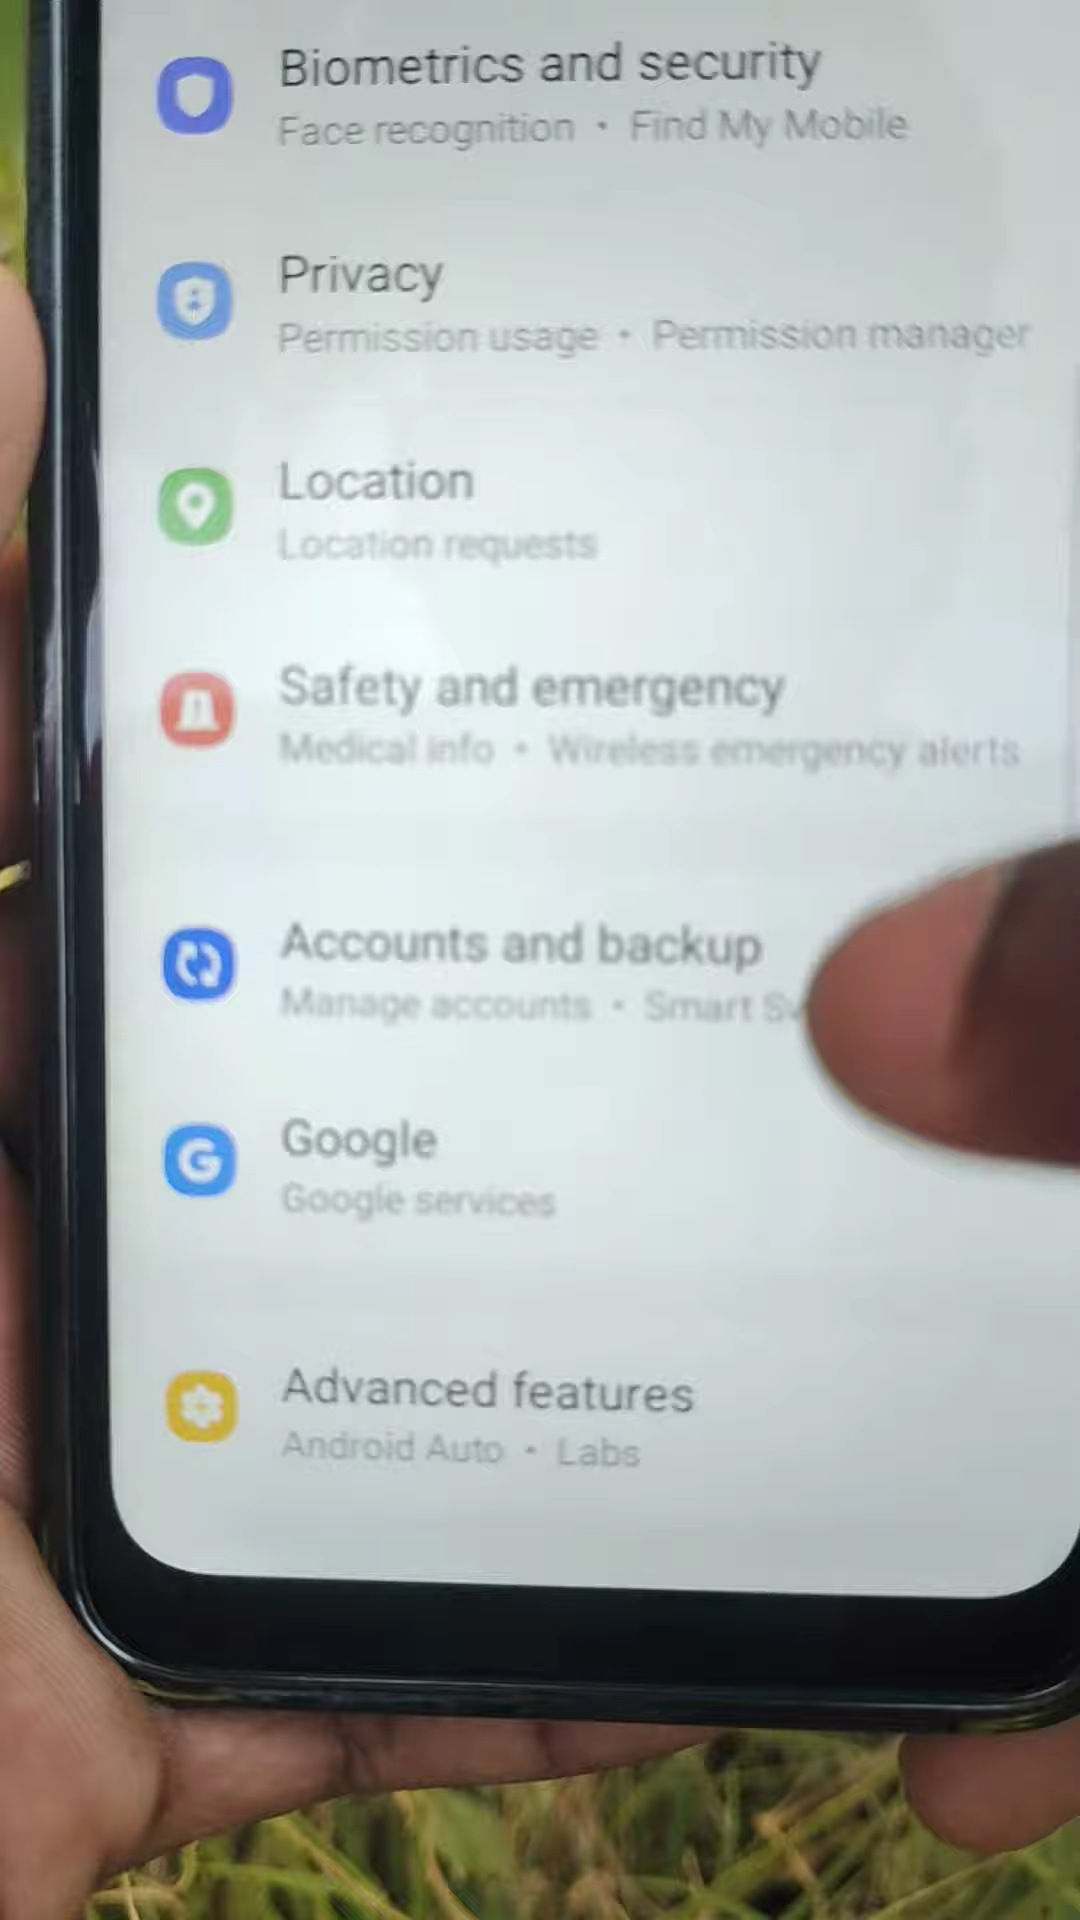 Biometrics and security
Face recognition • Find My Mobile
Privacy
Permission usage • Permission manager
Location
Location requests
Safety and emergency
Medical info • Wireless emergency alerts
Accounts and backup
Manage accounts • Smart
Google
Google services
Advanced features
Android Auto • Labs